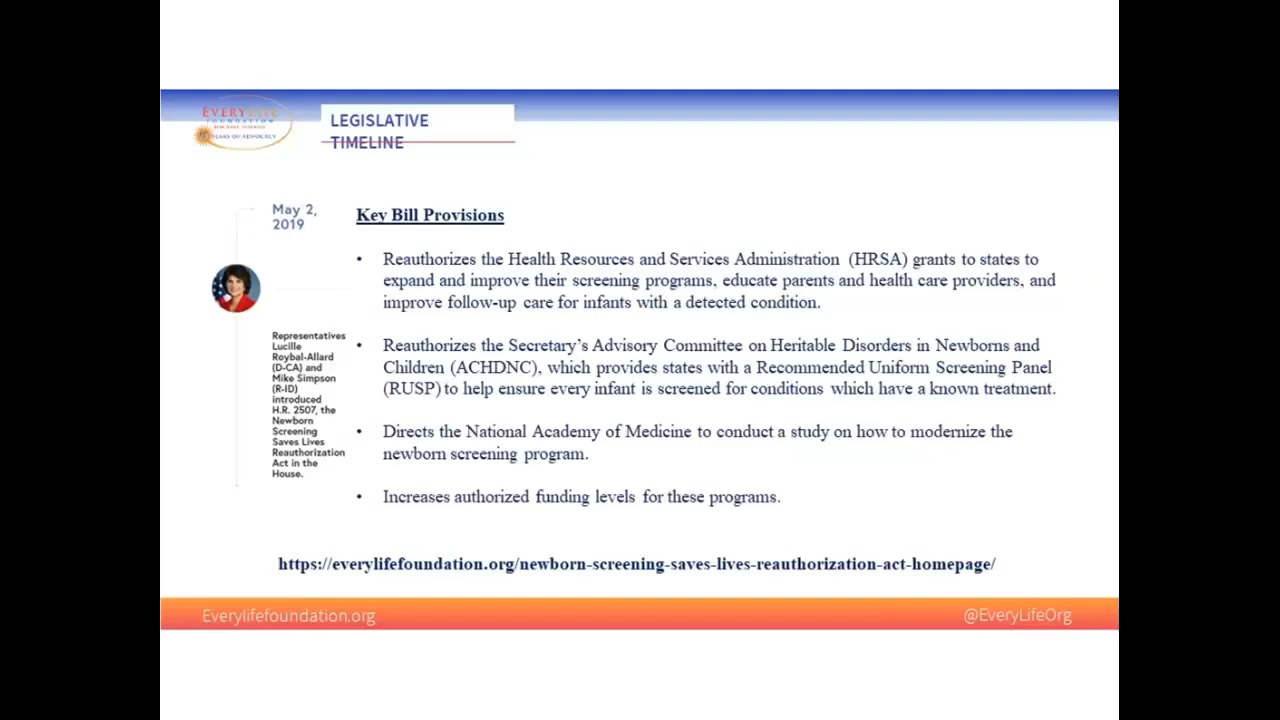 EVERYLIFE
FOUNDATION
YEARS OF ADVOCACY
LEGISLATIVE
TIMELINE
May 2,
2019
Representatives
Lucille
Roybal-Allard
(D-CA) and
Mike Simpson
(R-ID)
introduced
H.R. 2507, the
Newborn
Screening
Saves Lives
Reauthorization
Act in the
House.
Key Bill Provisions
• Reauthorizes the Health Resources and Services Administration (HRSA) grants to states to
expand and improve their screening programs, educate parents and health care providers, and
improve follow-up care for infants with a detected condition.
• Reauthorizes the Secretary’s Advisory Committee on Heritable Disorders in Newborns and
Children (ACHDNC), which provides states with a Recommended Uniform Screening Panel
(RUSP) to help ensure every infant is screened for conditions which have a known treatment.
• Directs the National Academy of Medicine to conduct a study on how to modernize the
newborn screening program.
• Increases authorized funding levels for these programs.
https://everylifefoundation.org/newborn-screening-saves-lives-reauthorization-act-homepage/
Everylifefoundation.org
@EveryLifeOrg